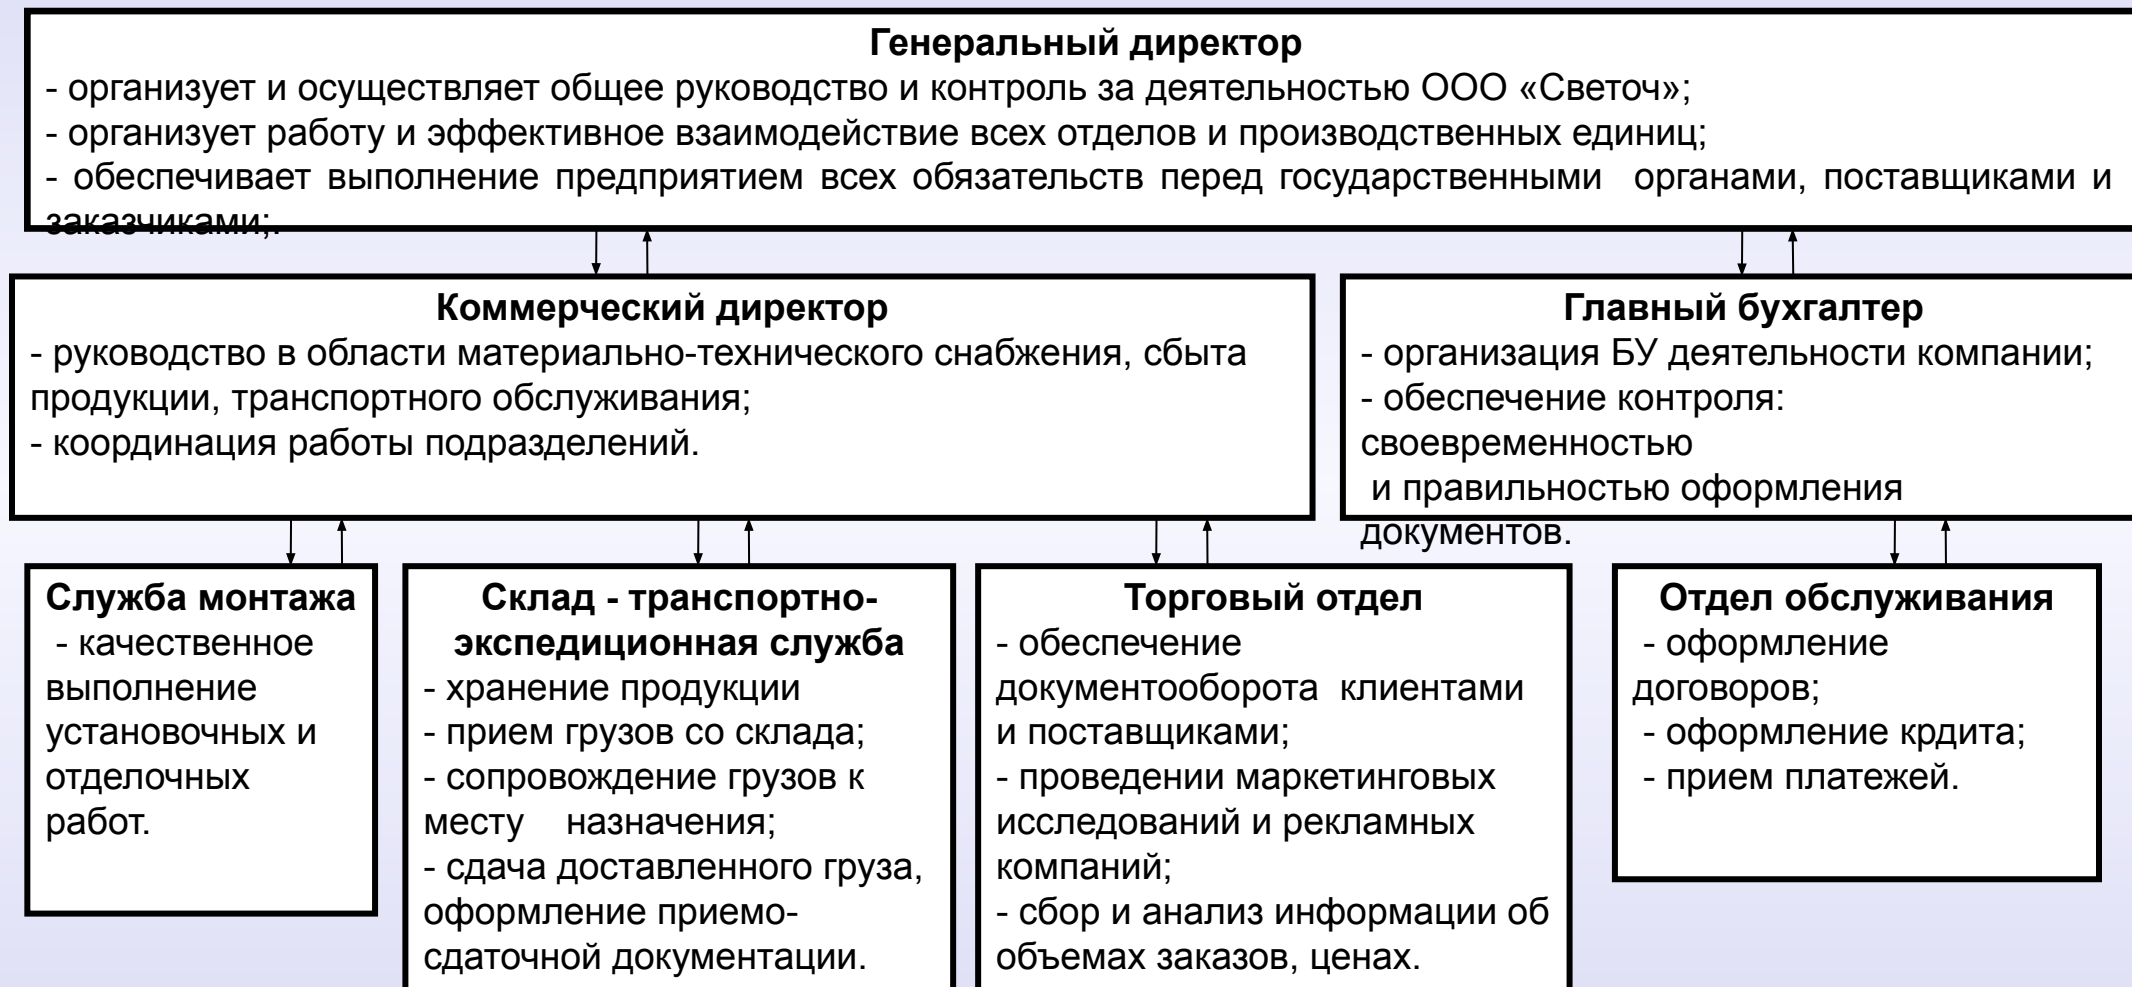 Генеральный директор
- организует и осуществляет общее руководство и контроль за деятельностью ООО «Светоч»;
- организует работу и эффективное взаимодействие всех отделов и производственных единиц;
- обеспечивает выполнение предприятием всех обязательств перед государственными органами, поставщиками и
заказчиками;.
Коммерческий директор
- руководство в области материально-технического снабжения, сбыта
продукции, транспортного обслуживания;
- координация работы подразделений.
Главный бухгалтер
- организация БУ деятельности компании;
- обеспечение контроля:
своевременностью
и правильностью оформления
документов.
Служба монтажа
- качественное
выполнение
установочных и
отделочных
работ.
Склад - транспортно-
экспедиционная служба
- хранение продукции
- прием грузов со склада;
- сопровождение грузов к
месту назначения;
- сдача доставленного груза,
оформление приемо-
сдаточной документации.
Торговый отдел
- обеспечение
документооборота клиентами
и поставщиками;
- проведении маркетинговых
исследований и рекламных
компаний;
- сбор и анализ информации об
объемах заказов, ценах.
Отдел обслуживания
- оформление
договоров;
- оформление крдита;
- прием платежей.